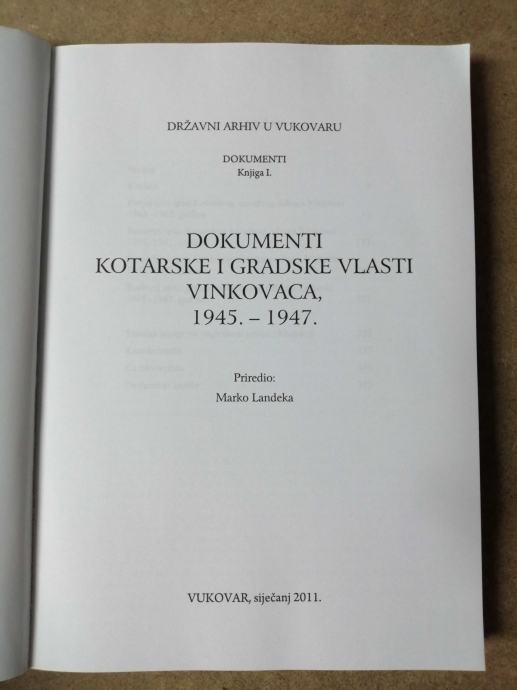 DRŽAVNI ARHIV U VUKOVARU
DOKUMENTI
Knjiga I.
DOKUMENTI
KOTARSKE I GRADSKE VLASTI
VINKOVACA,
1945. – 1947.
Priredio:
Marko Landeka
VUKOVAR, siječanj 2011.